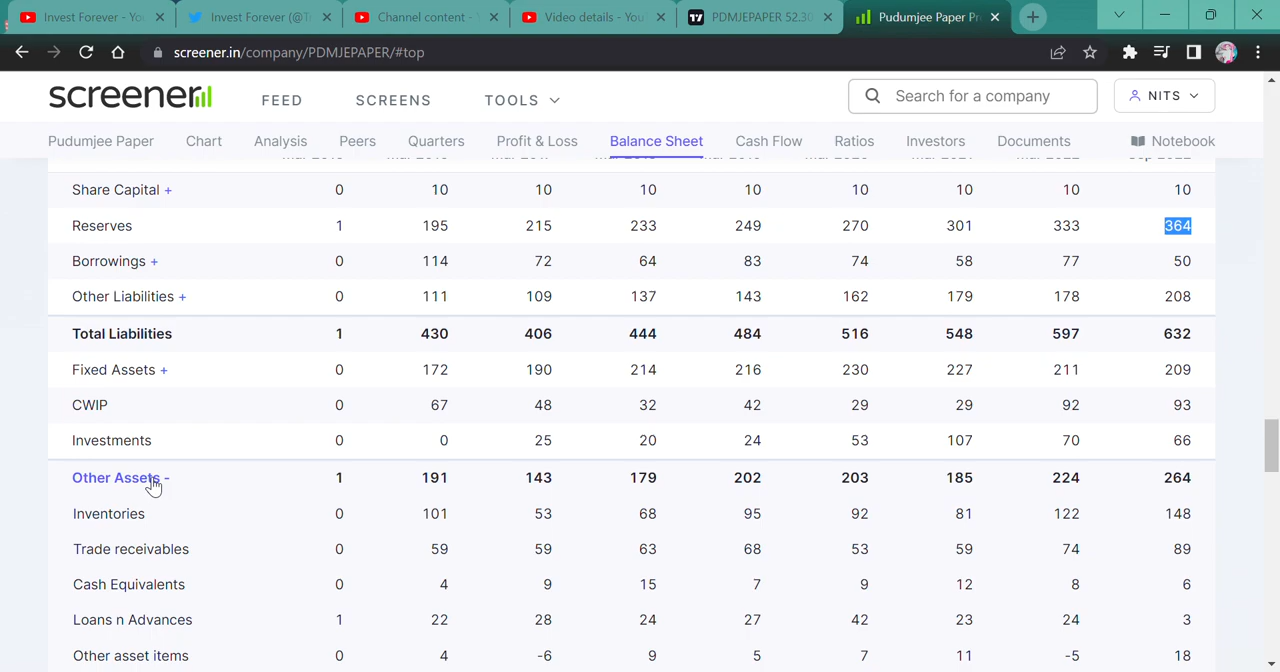 Invest Forever - Yo
Invest Forever (@T
Channel content -
Video details - You
PDMJEPAPER 52.30
Pudumjee Paper Pr
screener.in/company/PDMJEPAPER/#top
screener
FEED SCREENS TOOLS
Search for a company
NITS
Pudumjee Paper Chart Analysis Peers Quarters Profit & Loss Balance Sheet Cash Flow Ratios Investors Documents Notebook
Share Capital + 0 10 10 10 10 10 10 10 10
Reserves 1 195 215 233 249 270 301 333 364
Borrowings + 0 114 72 64 83 74 58 77 50
Other Liabilities + 0 111 109 137 143 162 179 178 208
Total Liabilities 1 430 406 444 484 516 548 597 632
Fixed Assets + 0 172 190 214 216 230 227 211 209
CWIP 0 67 48 32 42 29 29 92 93
Investments 0 0 25 20 24 53 107 70 66
Other Assets - 1 191 143 179 202 203 185 224 264
Inventories 0 101 53 68 95 92 81 122 148
Trade receivables 0 59 59 63 68 53 59 74 89
Cash Equivalents 0 4 9 15 7 9 12 8 6
Loans n Advances 1 22 28 24 27 42 23 24 3
Other asset items 0 4 -6 9 5 7 11 -5 18